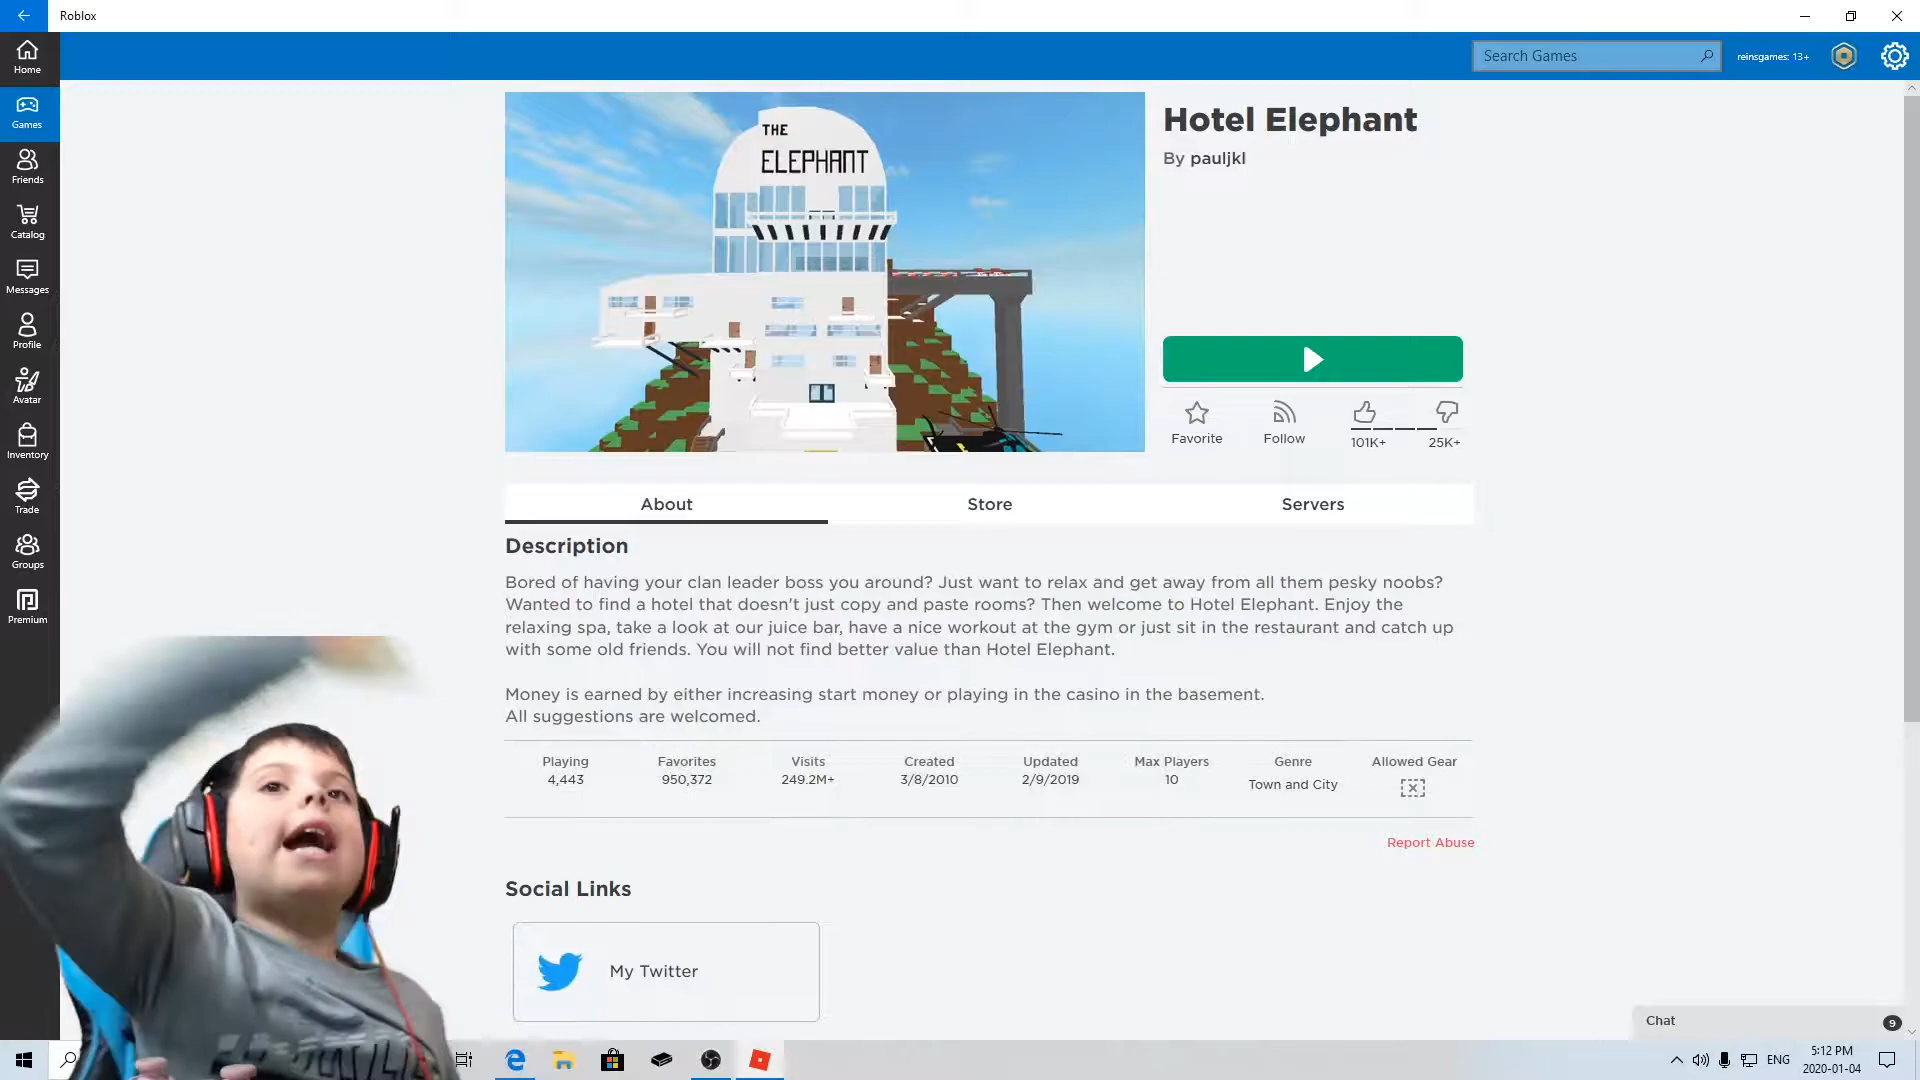 Roblox
Home
Search Games
reinsgames: 13+
Games
Friends
Catalog
Messages
Profile
Avatar
Inventory
Trade
Groups
Premium
THE
ELEPHANT
Hotel Elephant
By pauljkl
Favorite
Follow
101K+
25K+
About
Store
Servers
Description
Bored of having your clan leader boss you around? Just want to relax and get away from all them pesky noobs?
Wanted to find a hotel that doesn't just copy and paste rooms? Then welcome to Hotel Elephant. Enjoy the
relaxing spa, take a look at our juice bar, have a nice workout at the gym or just sit in the restaurant and catch up
with some old friends. You will not find better value than Hotel Elephant.
Money is earned by either increasing start money or playing in the casino in the basement.
All suggestions are welcomed.
Playing Favorites Visits Created Updated Max Players Genre Allowed Gear
4,443 950,372 249.2M+ 3/8/2010 2/9/2019 10 Town and City
Report Abuse
Social Links
My Twitter
Chat 9
ENG
5:12 PM
2020-01-04